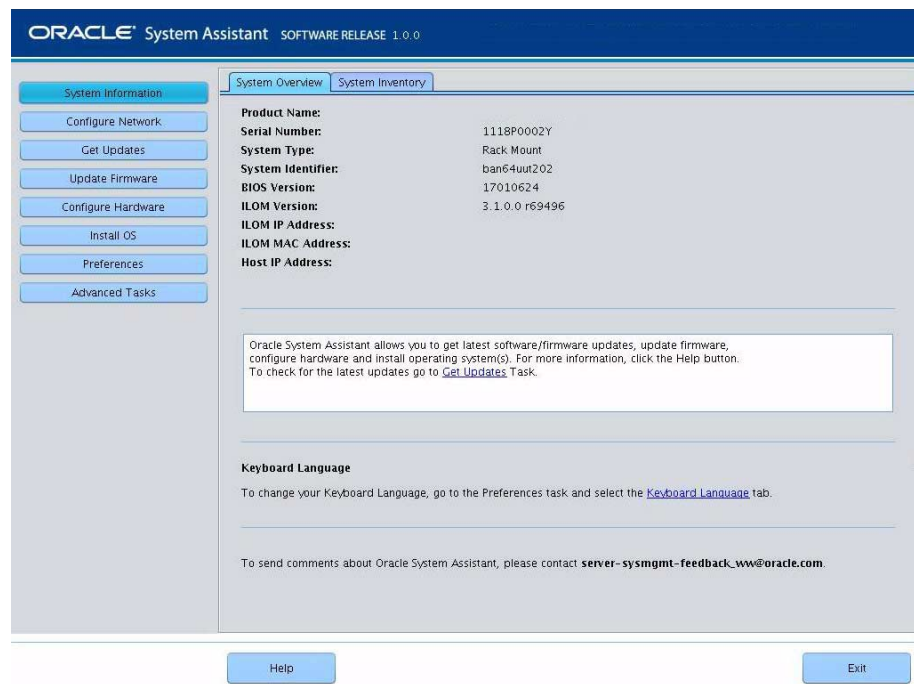 ORACLE® System Assistant SOFTWARE RELEASE 1.0.0
System Information
Configure Network
Get Updates
Update Firmware
Configure Hardware
Install OS
Preferences
Advanced Tasks
System Overview System Inventory
Product Name:
Serial Number: 1118P0002Y
System Type: Rack Mount
System Identifier: ban64uut202
BIOS Version: 17010624
ILOM Version: 3.1.0.0 r69496
ILOM IP Address:
ILOM MAC Address:
Host IP Address:
Oracle System Assistant allows you to get latest software/firmware updates, update firmware,
configure hardware and install operating system(s). For more information, click the Help button.
To check for the latest updates go to Get Updates Task.
Keyboard Language
To change your Keyboard Language, go to the Preferences task and select the Keyboard Language tab.
To send comments about Oracle System Assistant, please contact server-sysmgmt-feedback_ww@oracle.com.
Help
Exit